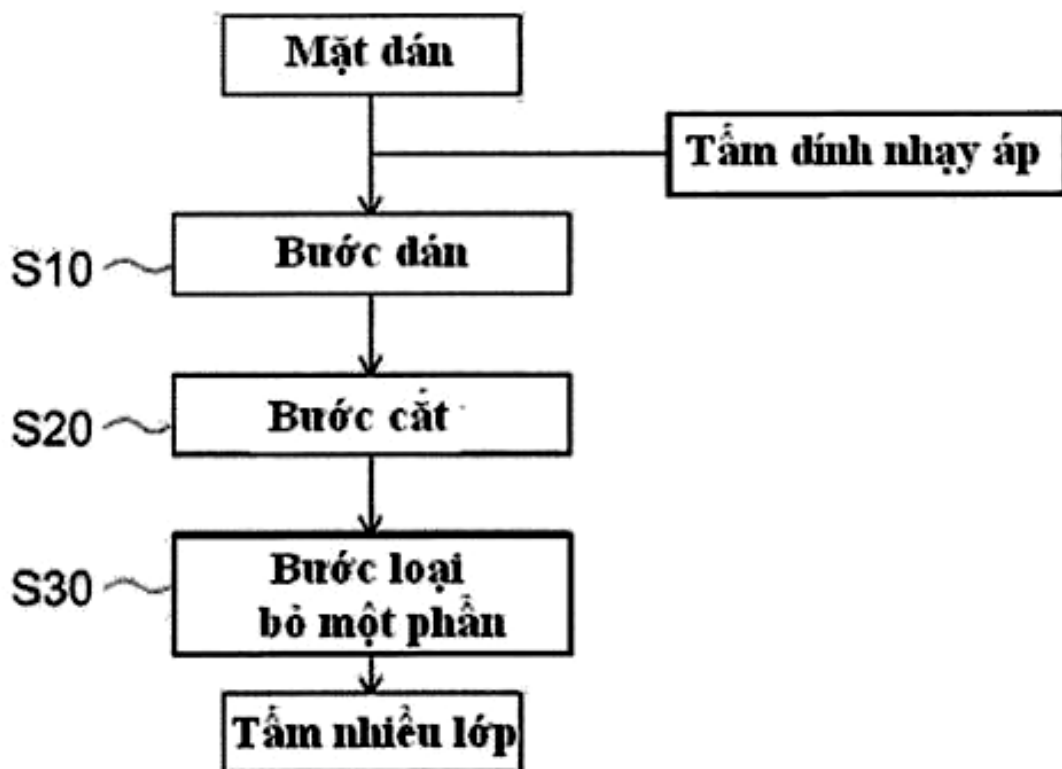 Mặt dán
Tấm dính nhạy áp
S10
Bước dán
S20
Bước cắt
S30
Bước loại
bỏ một phần
Tấm nhiều lớp